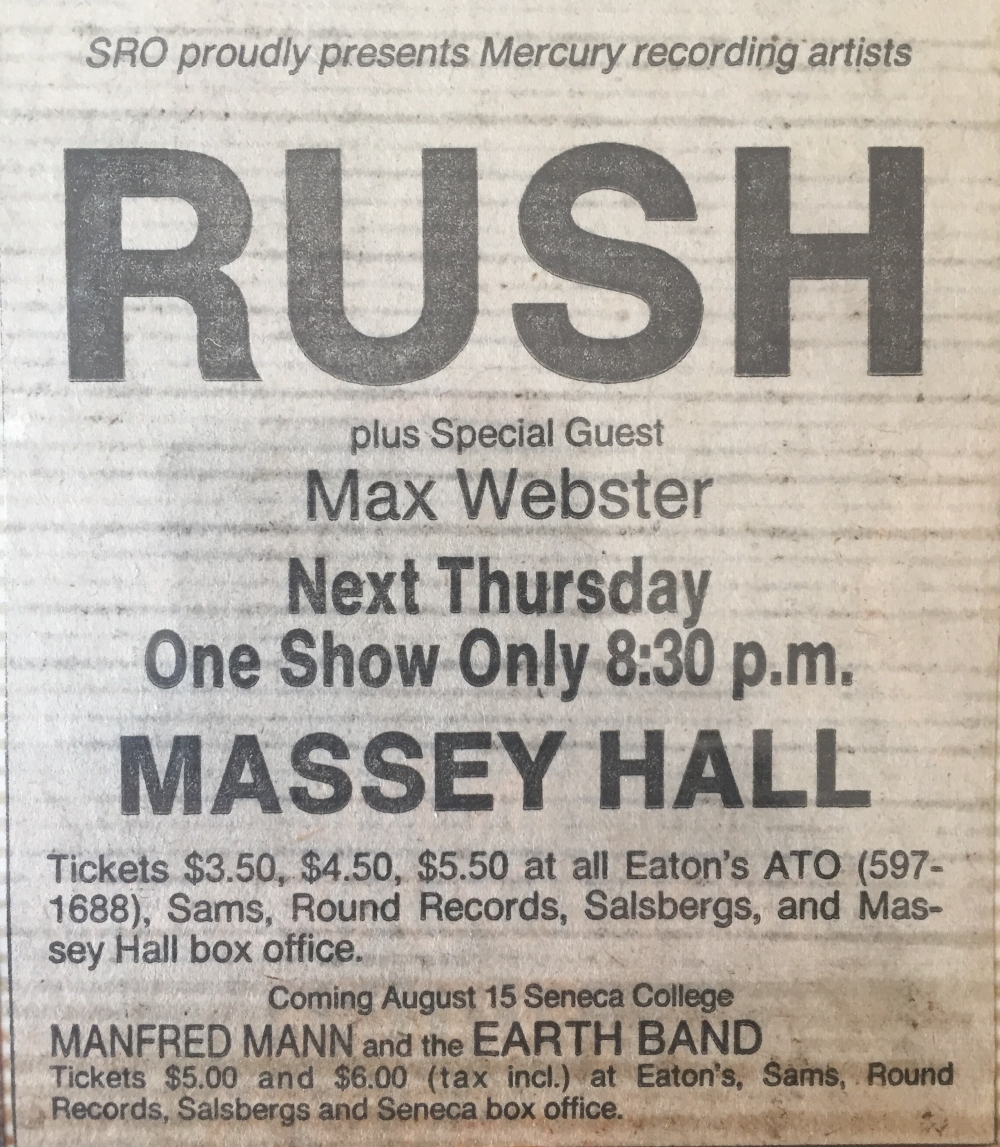 SRO proudly presents Mercury recording artists
RUSH
plus Special Guest
Max Webster
Next Thursday
One Show Only 8:30 p.m.
MASSEY HALL
Tickets $3.50, $4.50, $5.50 at all Eaton's ATO (597-
1688), Sams, Round Records, Salsbergs, and Mas-
sey Hall box office.
Coming August 15 Seneca College
MANFRED MANN and the EARTH BAND
Tickets $5.00 and $6.00 (tax incl.) at Eaton's, Sams, Round
Records, Salsbergs and Seneca box office.